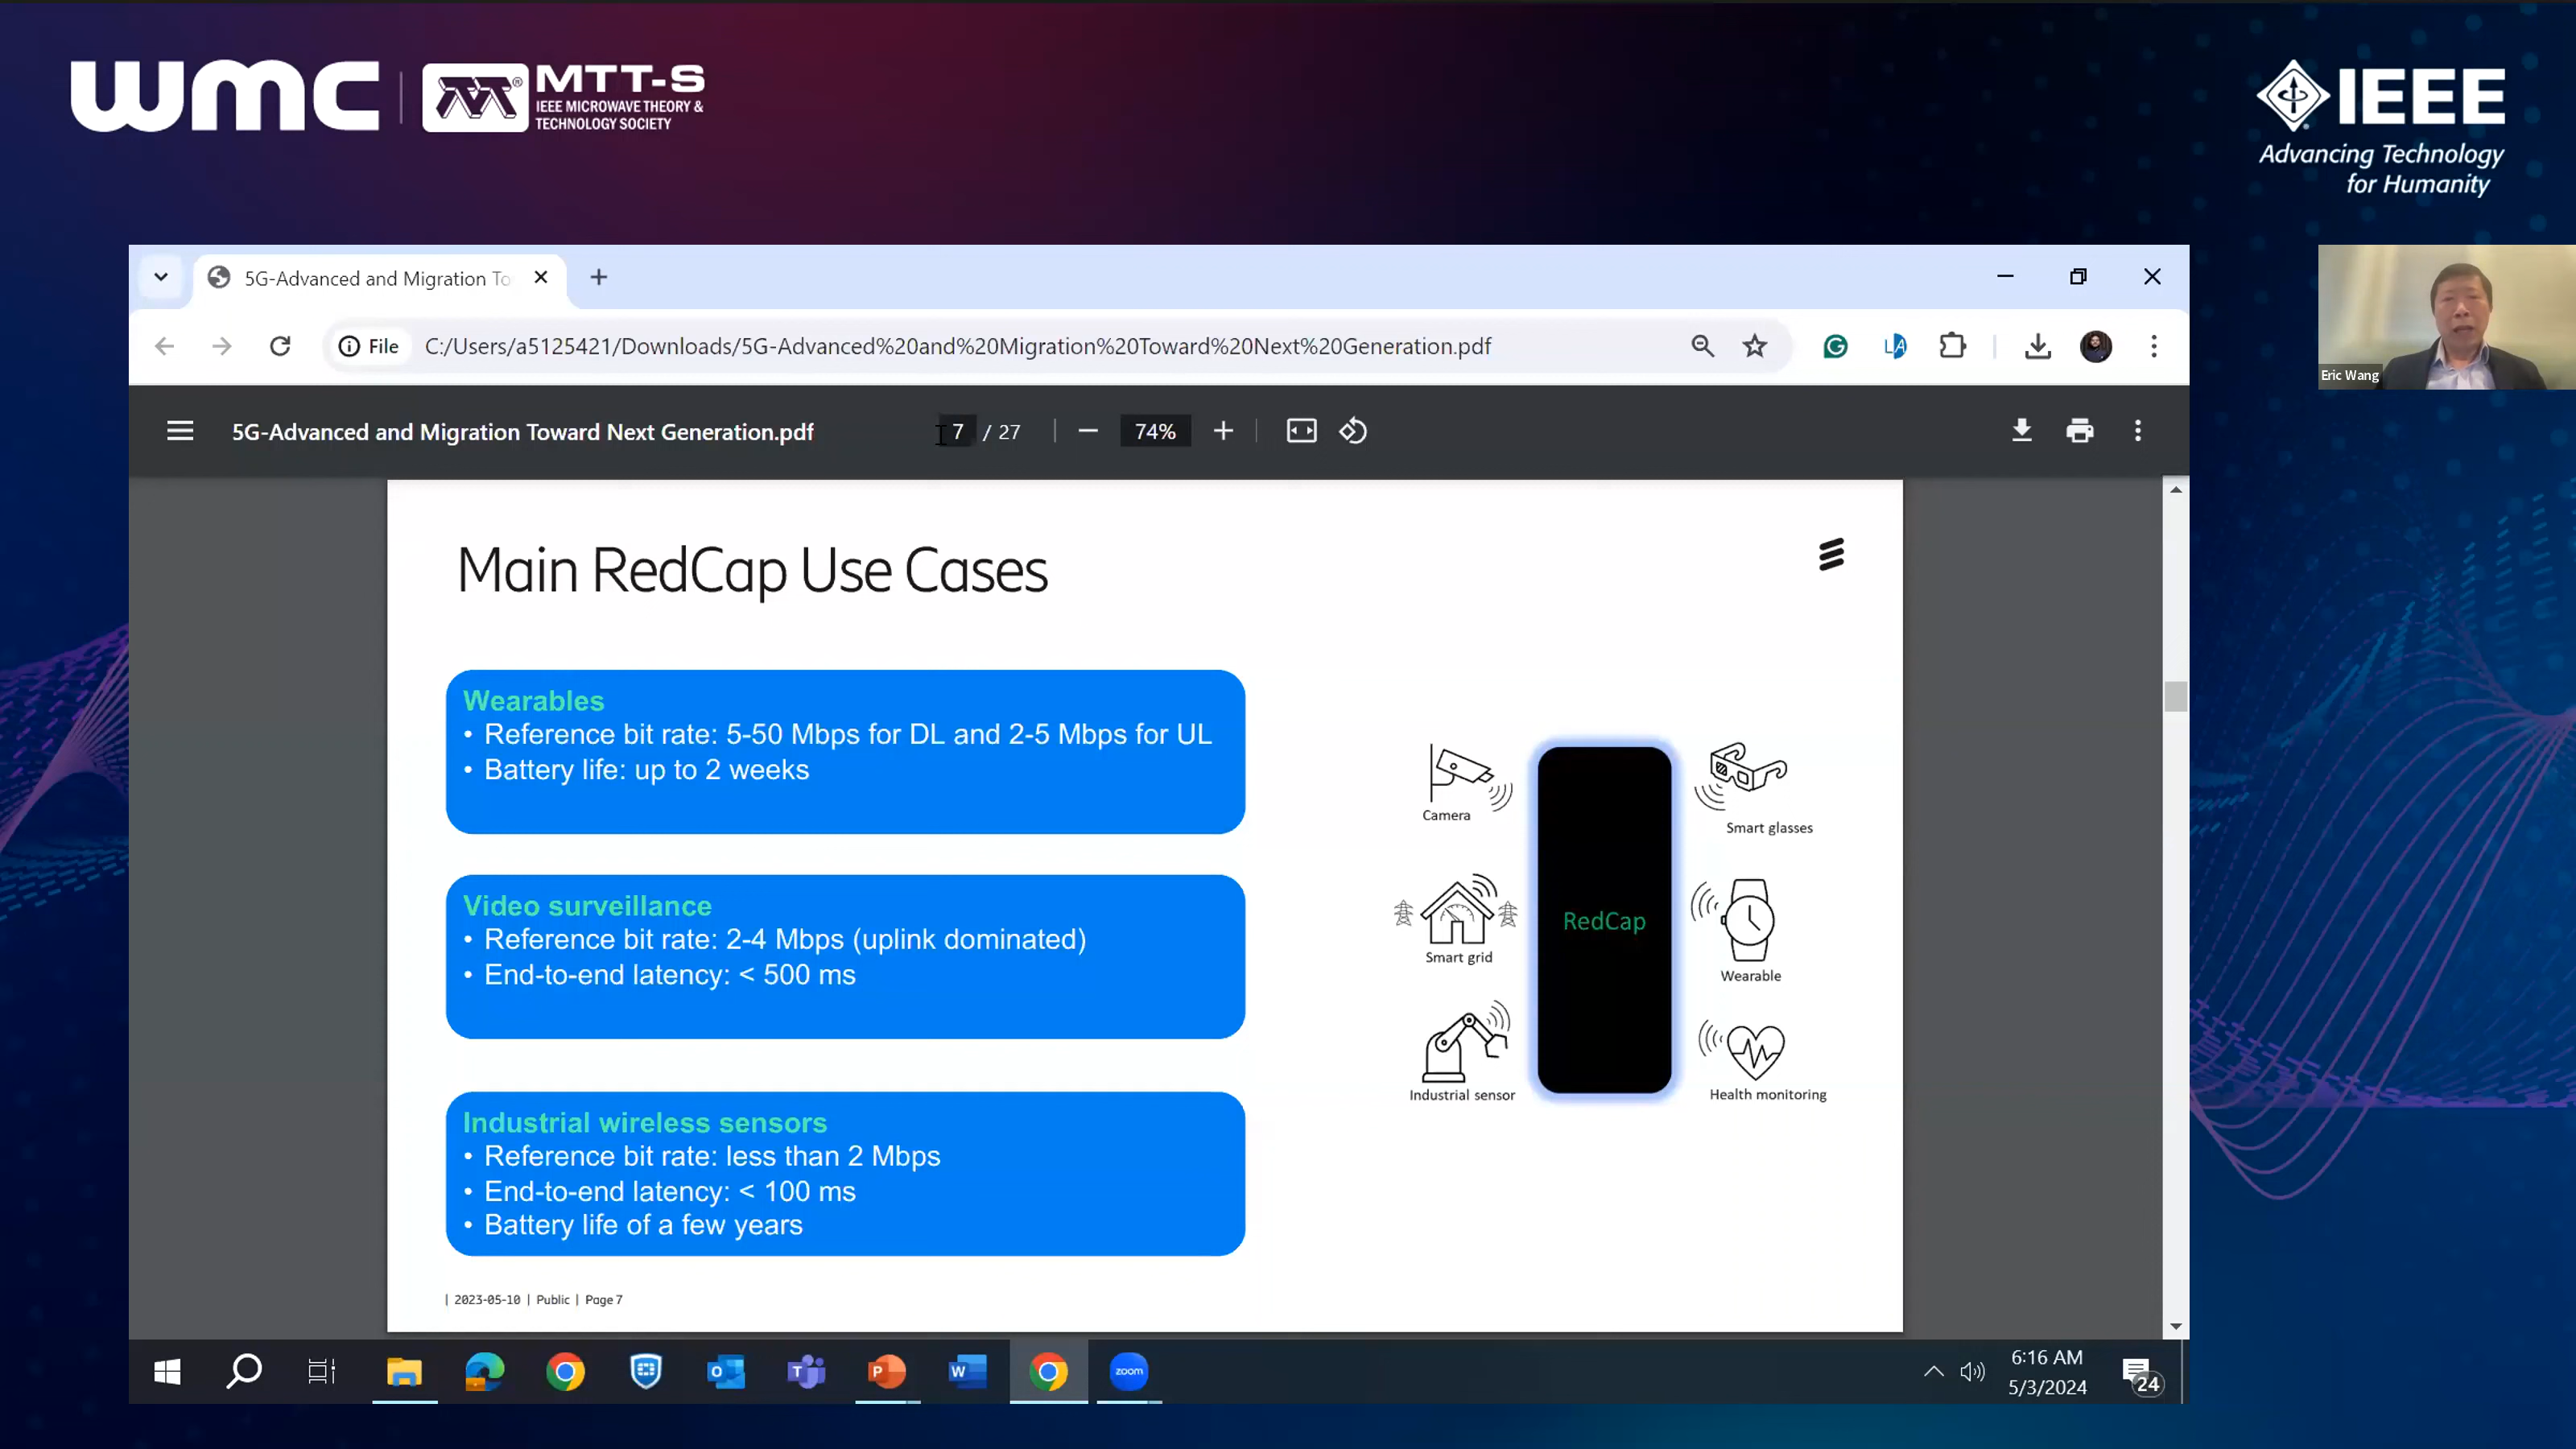 wmc
MTT-S
IEEE MICROWAVE THEORY &
TECHNOLOGY SOCIETY
IEEE
Advancing Technology
for Humanity
5G-Advanced and Migration To
File
C:/Users/a5125421/Downloads/5G-Advanced%20and%20Migration%20Toward%20Next%20Generation.pdf
Eric Wang
5G-Advanced and Migration Toward Next Generation.pdf
7 / 27
74%
Main RedCap Use Cases
Wearables
• Reference bit rate: 5-50 Mbps for DL and 2-5 Mbps for UL
• Battery life: up to 2 weeks
Video surveillance
• Reference bit rate: 2-4 Mbps (uplink dominated)
• End-to-end latency: < 500 ms
Industrial wireless sensors
• Reference bit rate: less than 2 Mbps
• End-to-end latency: < 100 ms
• Battery life of a few years
Camera
Smart glasses
Smart grid
RedCap
Wearable
Industrial sensor
Health monitoring
| 2023-05-10 | Public | Page 7
zoom
6:16 AM
5/3/2024
24